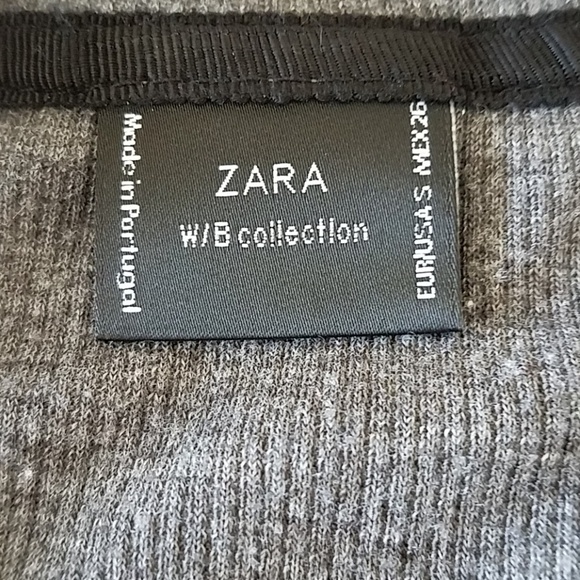 Made in Portugal
ZARA
W/B collection
EUR/USA S MEX 26